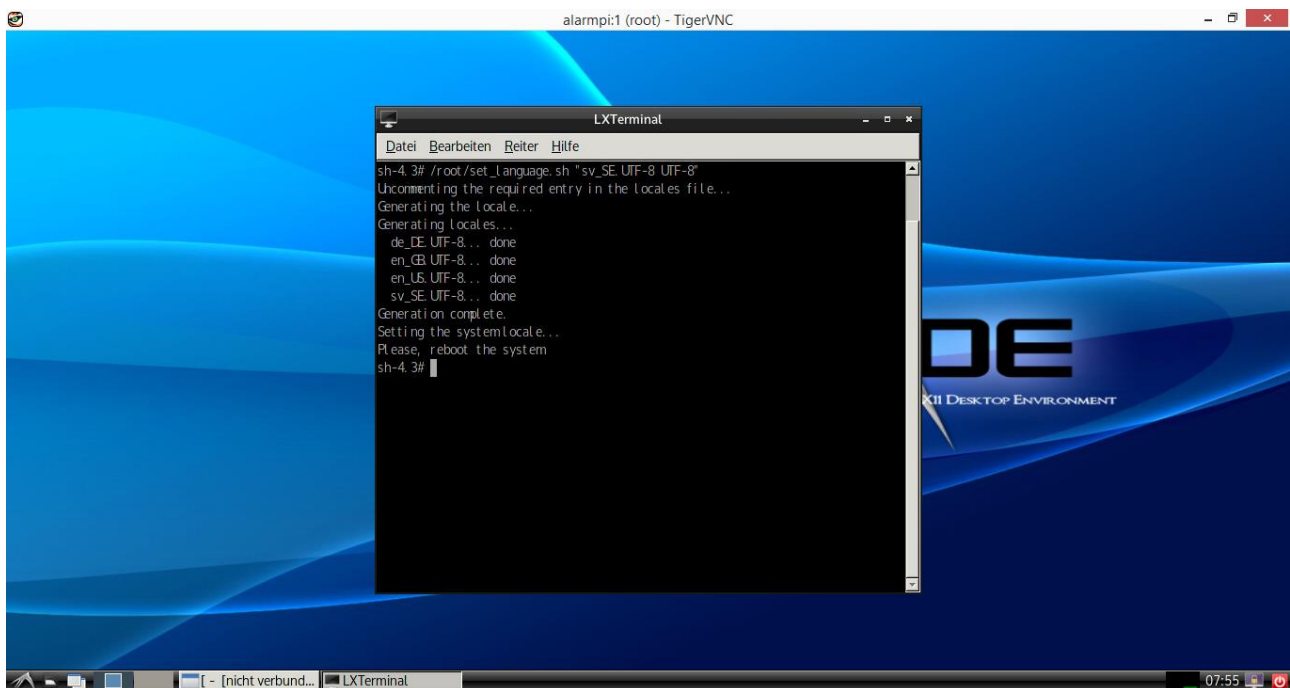 alarmpi:1 (root) - TigerVNC
LXTerminal
Datei Bearbeiten Reiter Hilfe
sh-4.3# /root/set_language.sh "sv_SE.UTF-8 UTF-8"
Uncommenting the required entry in the locales file...
Generating the locale...
Generating locales...
de_DE.UTF-8... done
en_GB.UTF-8... done
en_US.UTF-8... done
sv_SE.UTF-8... done
Generation complete.
Setting the system locale...
Please, reboot the system
sh-4.3#
DE
X11 DESKTOP ENVIRONMENT
[ - [nicht verbund... LXTerminal 07:55